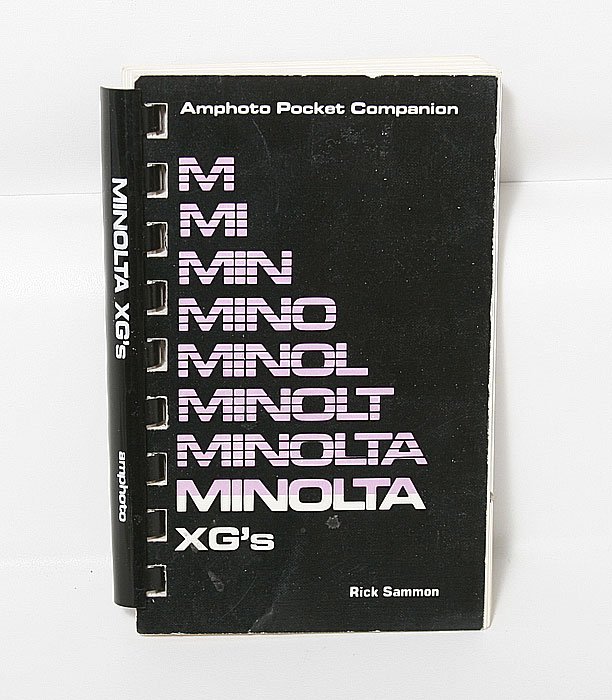 Amphoto Pocket Companion
M
MI
MIN
MINO
MINOL
MINOLT
MINOLTA
MINOLTA
XG's
Rick Sammon
MINOLTA XG's
amphoto